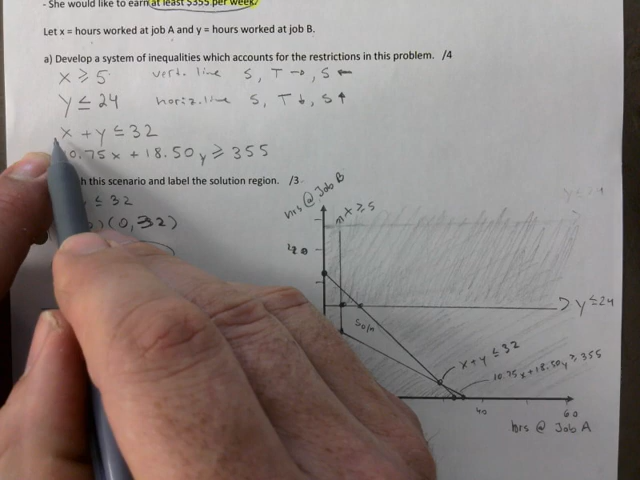 - She would like to earn at least $355 per week.
Let x = hours worked at job A and y = hours worked at job B.
a) Develop a system of inequalities which accounts for the restrictions in this problem. /4
x ≥ 5 vert. line S, T →, S ←
y ≤ 24 horiz. line S, T ↓, S ↑
x + y ≤ 32
0.75x + 18.50y ≥ 355
h this scenario and label the solution region. /3
≤ 32
) (0, 32)
hrs @ Job B
x ≥ 5
y ≤ 24
Soln
x + y ≤ 32
10.75x + 18.50y ≥ 355
40
60
hrs @ Job A